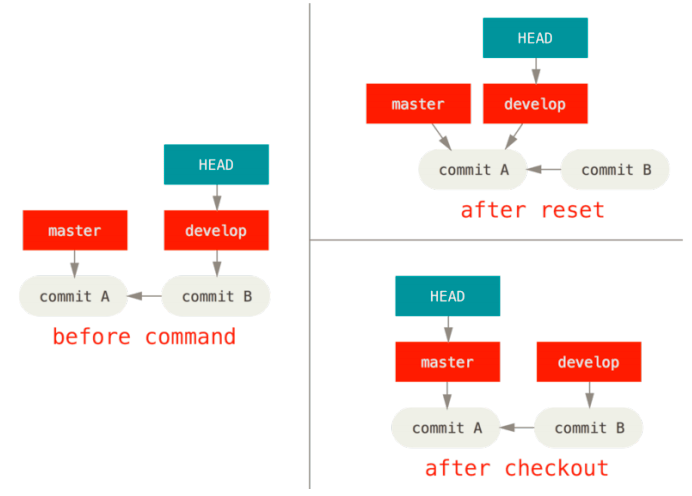 HEAD
master
develop
commit A
commit B
before command
HEAD
master
develop
commit A
commit B
after reset
HEAD
master
develop
commit A
commit B
after checkout